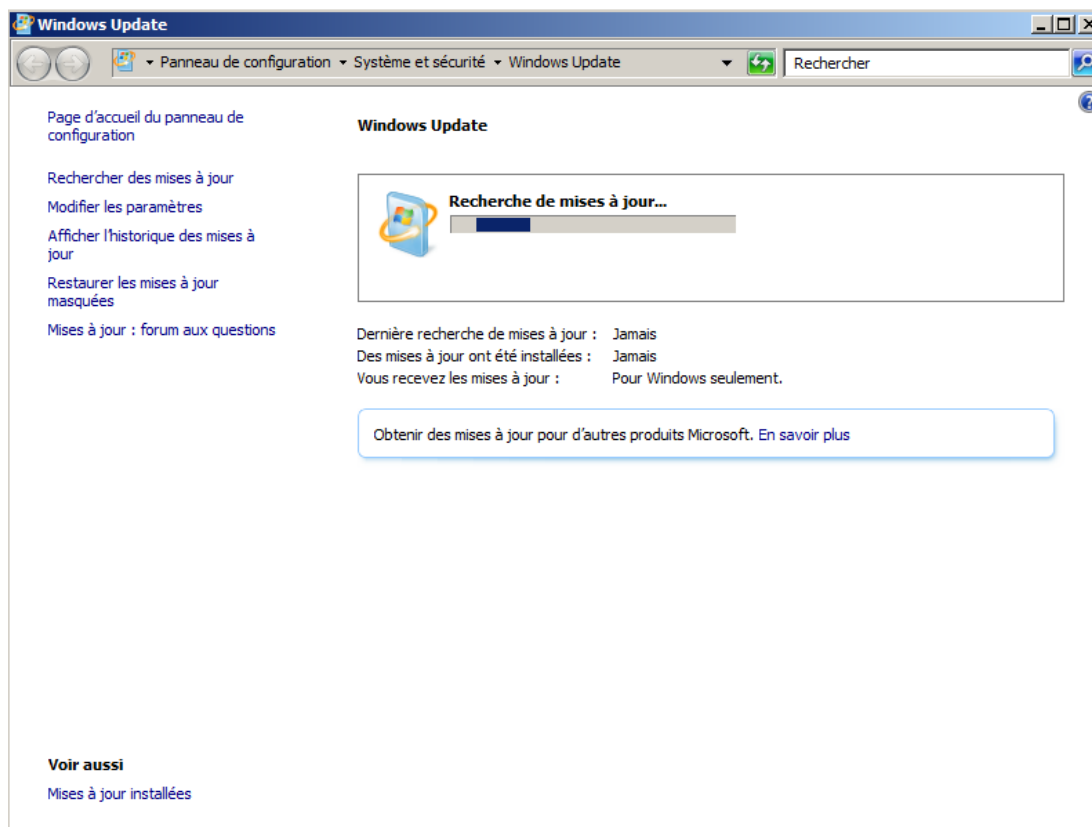 Windows Update
Panneau de configuration Système et sécurité Windows Update
Rechercher
Page d'accueil du panneau de
configuration
Rechercher des mises à jour
Modifier les paramètres
Afficher l'historique des mises à
jour
Restaurer les mises à jour
masquées
Mises à jour : forum aux questions
Windows Update
Recherche de mises à jour...
Dernière recherche de mises à jour : Jamais
Des mises à jour ont été installées : Jamais
Vous recevez les mises à jour : Pour Windows seulement.
Obtenir des mises à jour pour d'autres produits Microsoft. En savoir plus
Voir aussi
Mises à jour installées